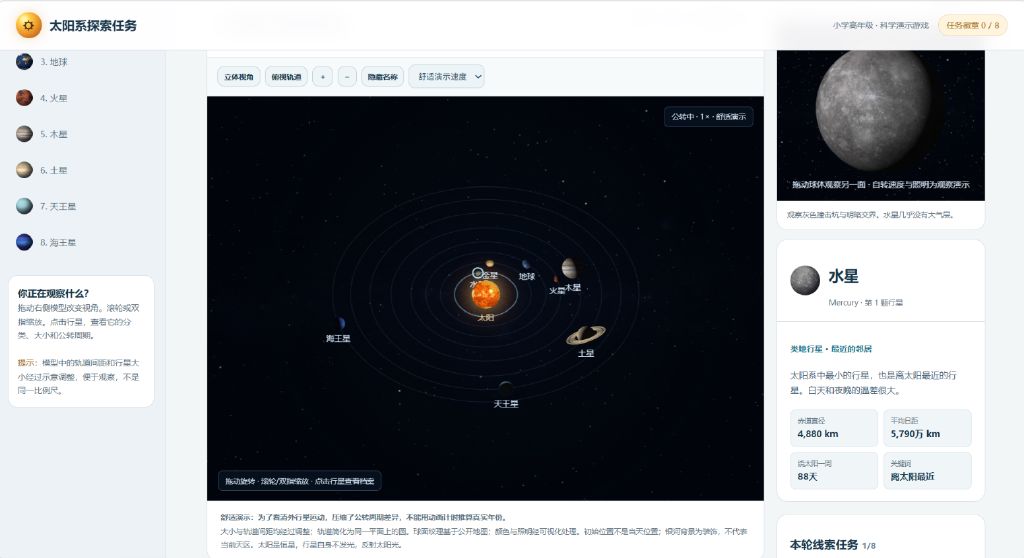 太阳系探索任务
小学高年级 · 科学演示游戏
任务徽章 0 / 8
3. 地球
4. 火星
5. 木星
6. 土星
7. 天王星
8. 海王星
你正在观察什么？
拖动右侧模型改变视角。滚轮或双
指缩放。点击行星，查看它的分
类、大小和公转周期。
提示：模型中的轨道间距和行星大
小经过示意调整，便于观察，不是
同一比例尺。
立体视角
俯视轨道
+
−
隐藏名称
舒适演示速度
公转中 · 1× · 舒适演示
金星
水
地球
火星
木星
太阳
海王星
土星
天王星
拖动旋转 · 滚轮/双指缩放 · 点击行星查看档案
舒适演示：为了看清外行星运动，压缩了公转周期差异，不能用动画计时推算真实年份。
大小与轨道间距均经过调整；轨道简化为同一平面上的圆。球面纹理基于公开地图；颜色与照明经可视化处理。初始位置不是当天位置；银河背景为装饰，不代表
当前天区。太阳是恒星，行星自身不发光，反射太阳光。
拖动球体观察另一面 · 自转速度与照明为观察演示
观察灰色撞击坑与明暗交界。水星几乎没有大气层。
水星
Mercury · 第 1 颗行星
类地行星 · 最近的邻居
太阳系中最小的行星，也是离太阳最近的行
星。白天和夜晚的温差很大。
赤道直径
4,880 km
平均日距
5,790万 km
绕太阳一周
88天
关键词
离太阳最近
本轮线索任务 1/8